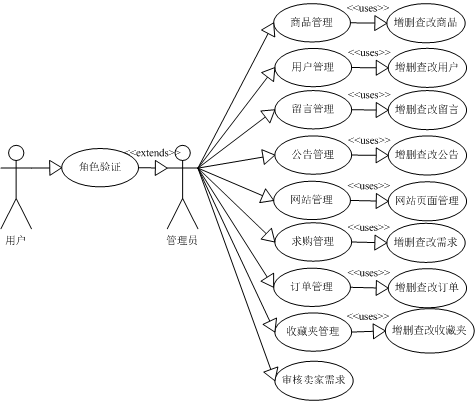 <<uses>>
商品管理
增删查改商品
<<uses>>
用户管理
增删查改用户
<<uses>>
留言管理
增删查改留言
<<extends>>
<<uses>>
公告管理
增删查改公告
角色验证
<<uses>>
网站管理
网站页面管理
用户
管理员
<<uses>>
求购管理
增删查改需求
<<uses>>
订单管理
增删查改订单
<<uses>>
收藏夹管理
增删查改收藏夹
审核卖家需求